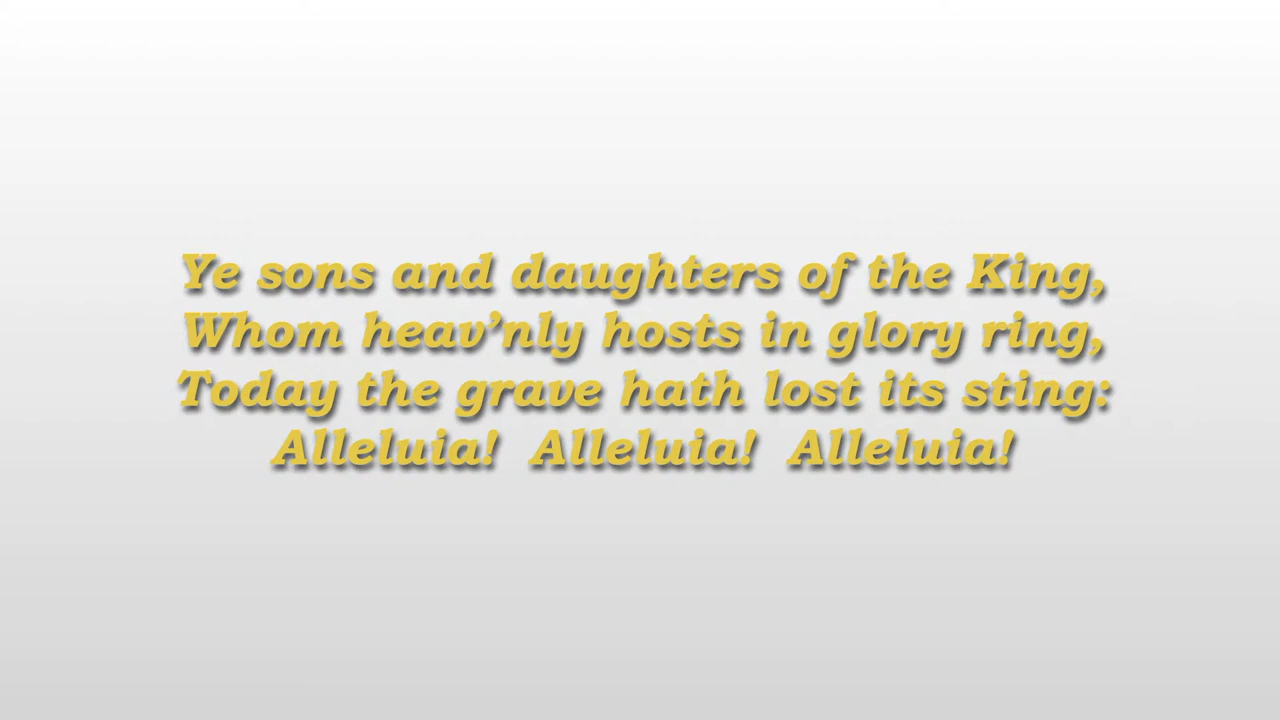 Ye sons and daughters of the King,
Whom heav’nly hosts in glory ring,
Today the grave hath lost its sting:
Alleluia!  Alleluia!  Alleluia!